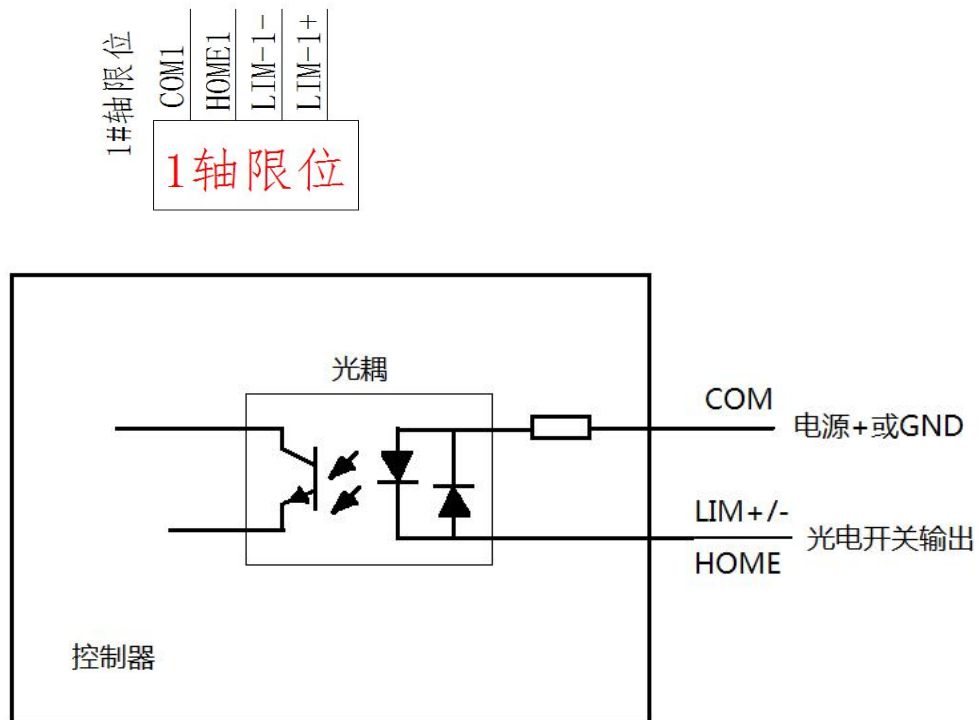 1#轴限位
COM1
HOME1
LIM-1-
LIM-1+
1轴限位
光耦
COM
电源+或GND
LIM+/-
光电开关输出
HOME
控制器